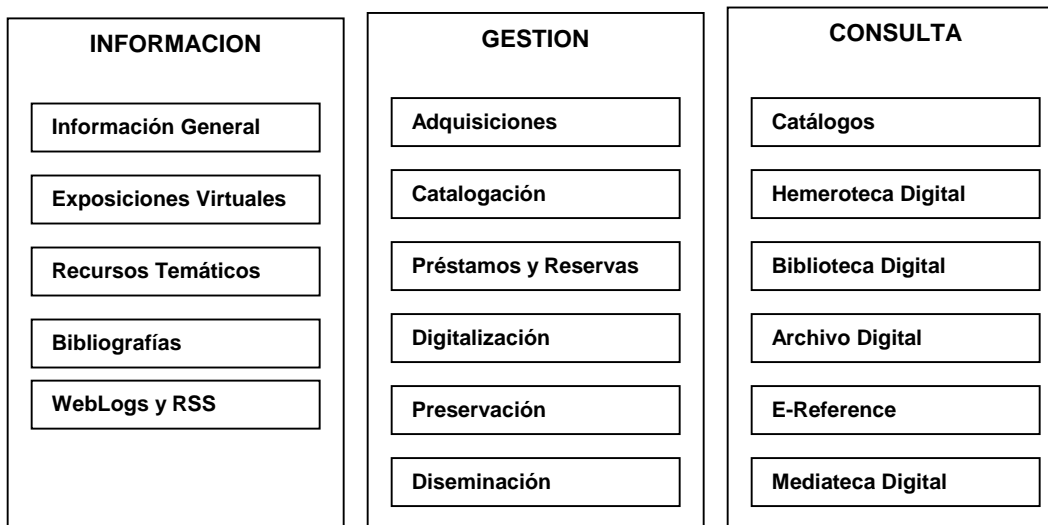 INFORMACION
Información General
Exposiciones Virtuales
Recursos Temáticos
Bibliografías
WebLogs y RSS
GESTION
Adquisiciones
Catalogación
Préstamos y Reservas
Digitalización
Preservación
Diseminación
CONSULTA
Catálogos
Hemeroteca Digital
Biblioteca Digital
Archivo Digital
E-Reference
Mediateca Digital